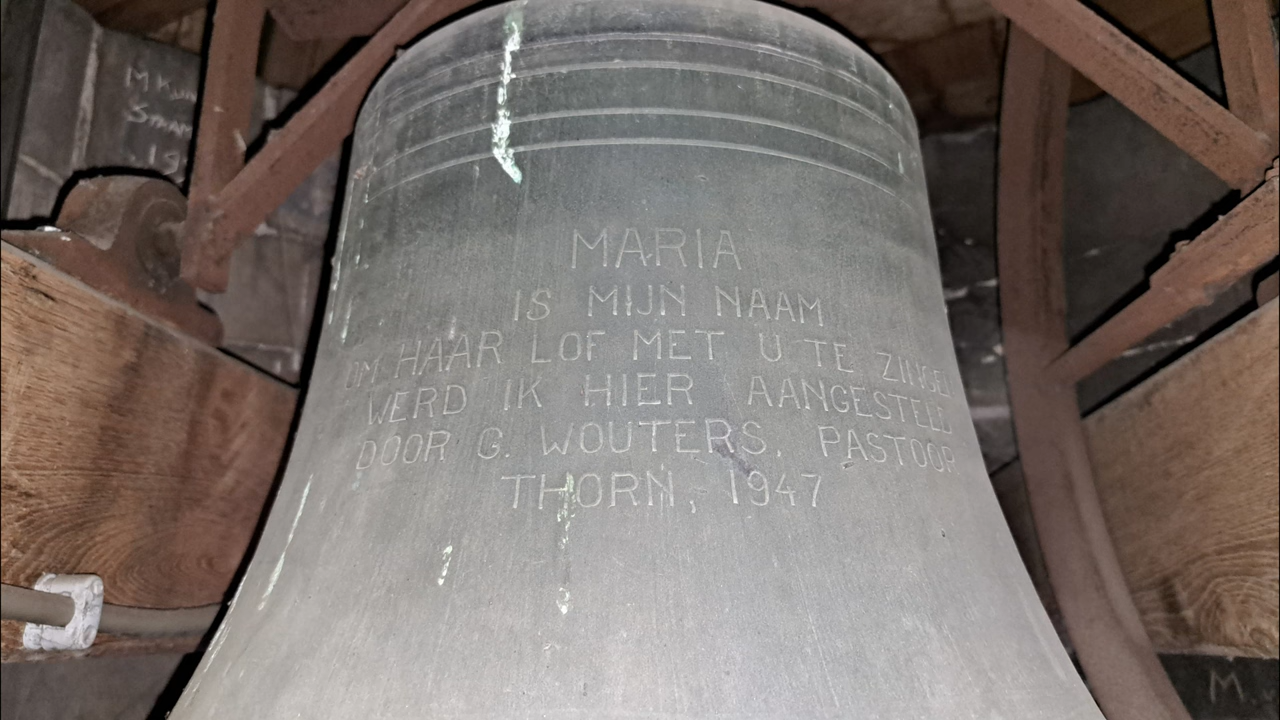 MARIA
IS MIJN NAAM
OM HAAR LOF MET U TE ZINGEN
WERD IK HIER AANGESTELD
DOOR G. WOUTERS, PASTOOR
THORN, 1947
M